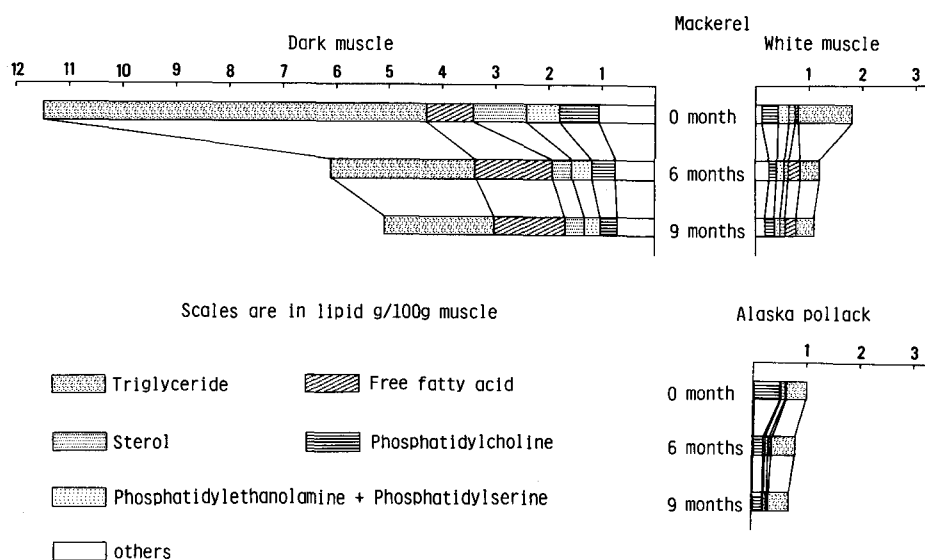 Mackerel
Dark muscle
White muscle
12 11 10 9 8 7 6 5 4 3 2 1
1 2 3
0 month
6 months
9 months
Scales are in lipid g/100g muscle
Alaska pollack
1 2 3
Triglyceride
Free fatty acid
0 month
Sterol
Phosphatidylcholine
6 months
Phosphatidylethanolamine + Phosphatidylserine
9 months
others